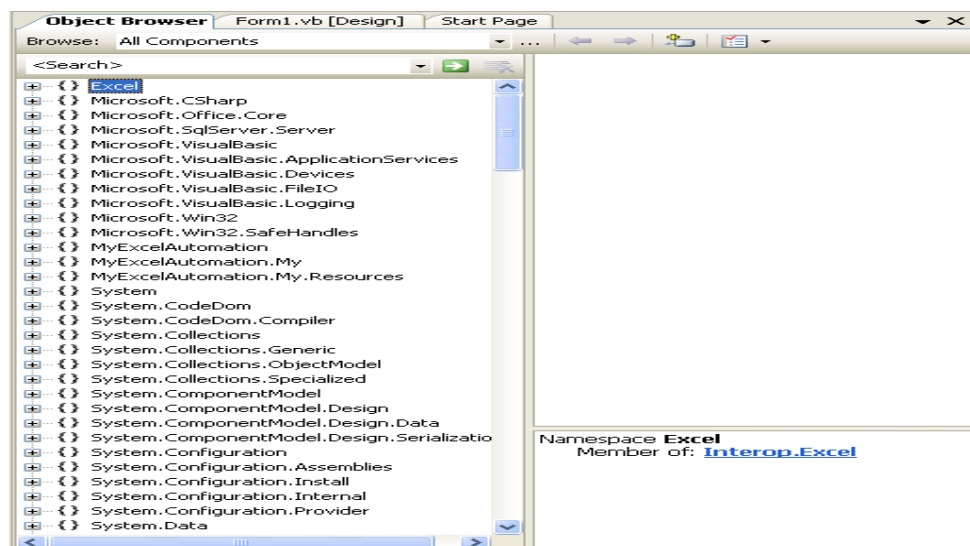 Object Browser Form1.vb [Design] Start Page
Browse: All Components ...
<Search>
{} Excel
{} Microsoft.CSharp
{} Microsoft.Office.Core
{} Microsoft.SqlServer.Server
{} Microsoft.VisualBasic
{} Microsoft.VisualBasic.ApplicationServices
{} Microsoft.VisualBasic.Devices
{} Microsoft.VisualBasic.FileIO
{} Microsoft.VisualBasic.Logging
{} Microsoft.Win32
{} Microsoft.Win32.SafeHandles
{} MyExcelAutomation
{} MyExcelAutomation.My
{} MyExcelAutomation.My.Resources
{} System
{} System.CodeDom
{} System.CodeDom.Compiler
{} System.Collections
{} System.Collections.Generic
{} System.Collections.ObjectModel
{} System.Collections.Specialized
{} System.ComponentModel
{} System.ComponentModel.Design
{} System.ComponentModel.Design.Data
{} System.ComponentModel.Design.Serializatio
{} System.Configuration
{} System.Configuration.Assemblies
{} System.Configuration.Install
{} System.Configuration.Internal
{} System.Configuration.Provider
{} System.Data
Namespace Excel
Member of: Interop.Excel